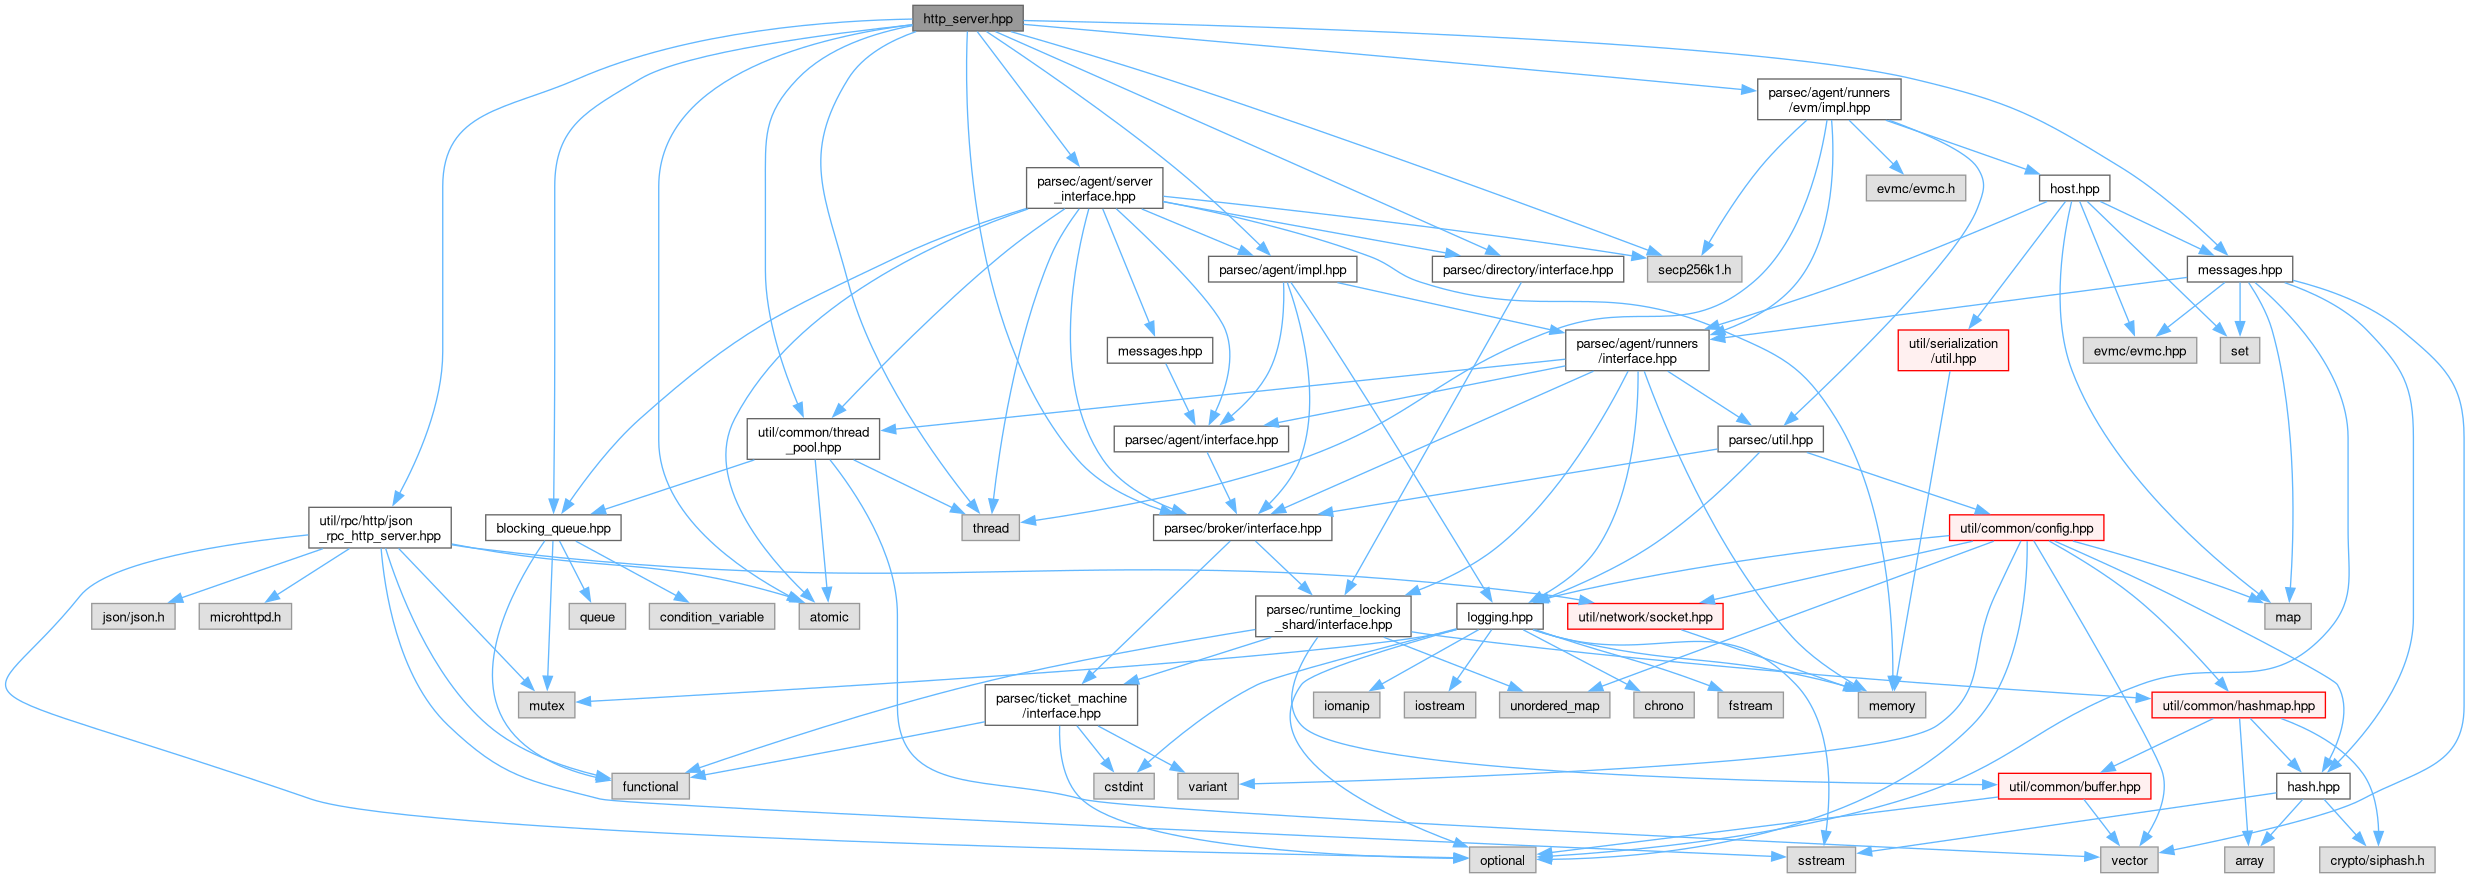 http_server.hpp
parsec/agent/runners
/evm/impl.hpp
parsec/agent/server
_interface.hpp
evmc/evmc.h
host.hpp
parsec/agent/impl.hpp
parsec/directory/interface.hpp
secp256k1.h
messages.hpp
messages.hpp
parsec/agent/runners
/interface.hpp
util/serialization
/util.hpp
evmc/evmc.hpp
set
util/common/thread
_pool.hpp
parsec/agent/interface.hpp
parsec/util.hpp
util/rpc/http/json
_rpc_http_server.hpp
blocking_queue.hpp
thread
parsec/broker/interface.hpp
util/common/config.hpp
json/json.h
microhttpd.h
queue
condition_variable
atomic
parsec/runtime_locking
_shard/interface.hpp
logging.hpp
util/network/socket.hpp
map
mutex
parsec/ticket_machine
/interface.hpp
iomanip
iostream
unordered_map
chrono
fstream
memory
util/common/hashmap.hpp
functional
cstdint
variant
util/common/buffer.hpp
hash.hpp
optional
sstream
vector
array
crypto/siphash.h